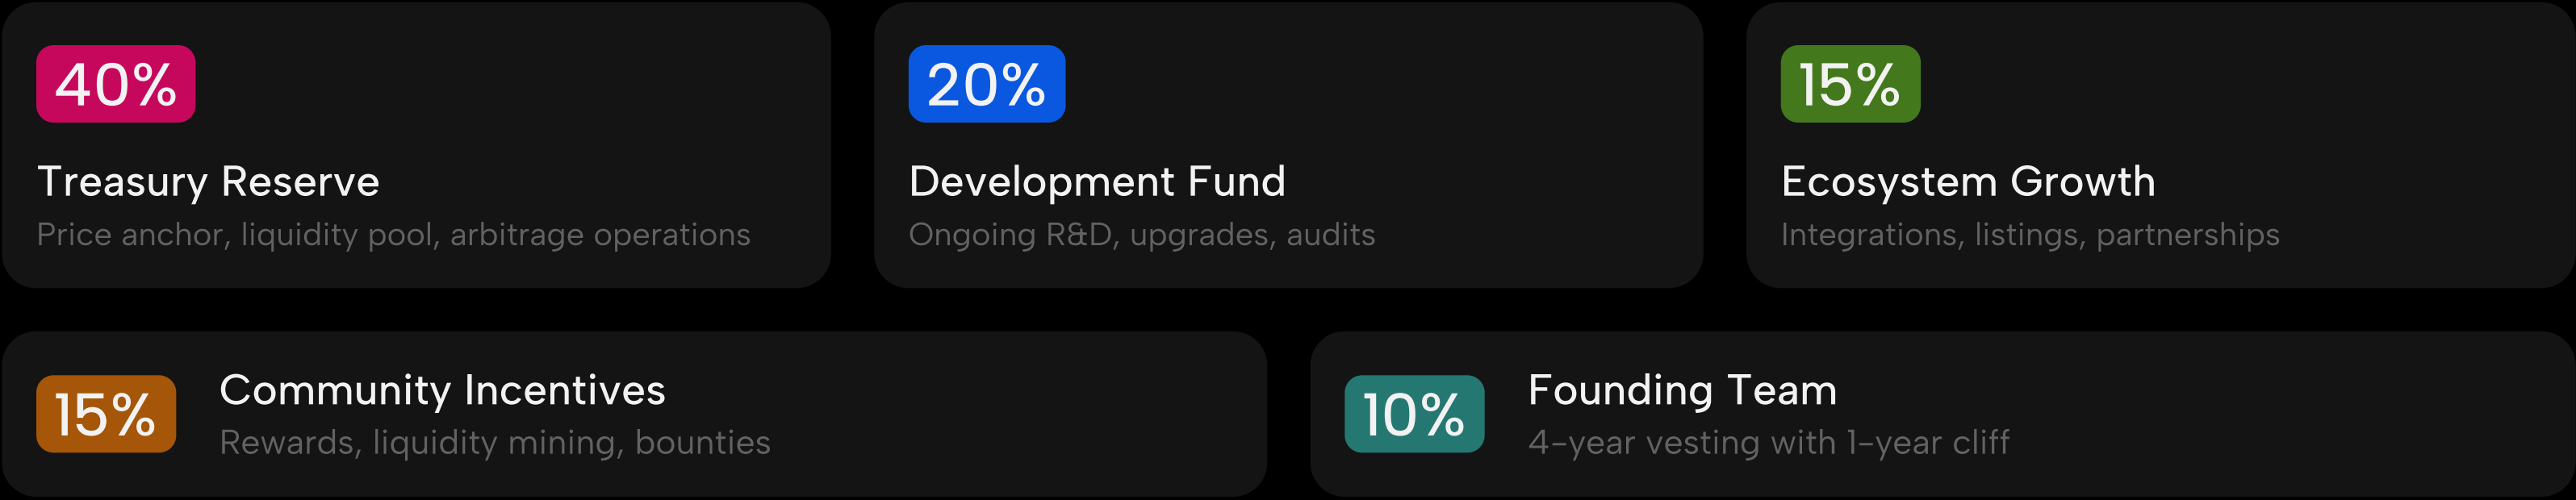 40%
Treasury Reserve
Price anchor, liquidity pool, arbitrage operations
20%
Development Fund
Ongoing R&D, upgrades, audits
15%
Ecosystem Growth
Integrations, listings, partnerships
15%
Community Incentives
Rewards, liquidity mining, bounties
10%
Founding Team
4-year vesting with 1-year cliff